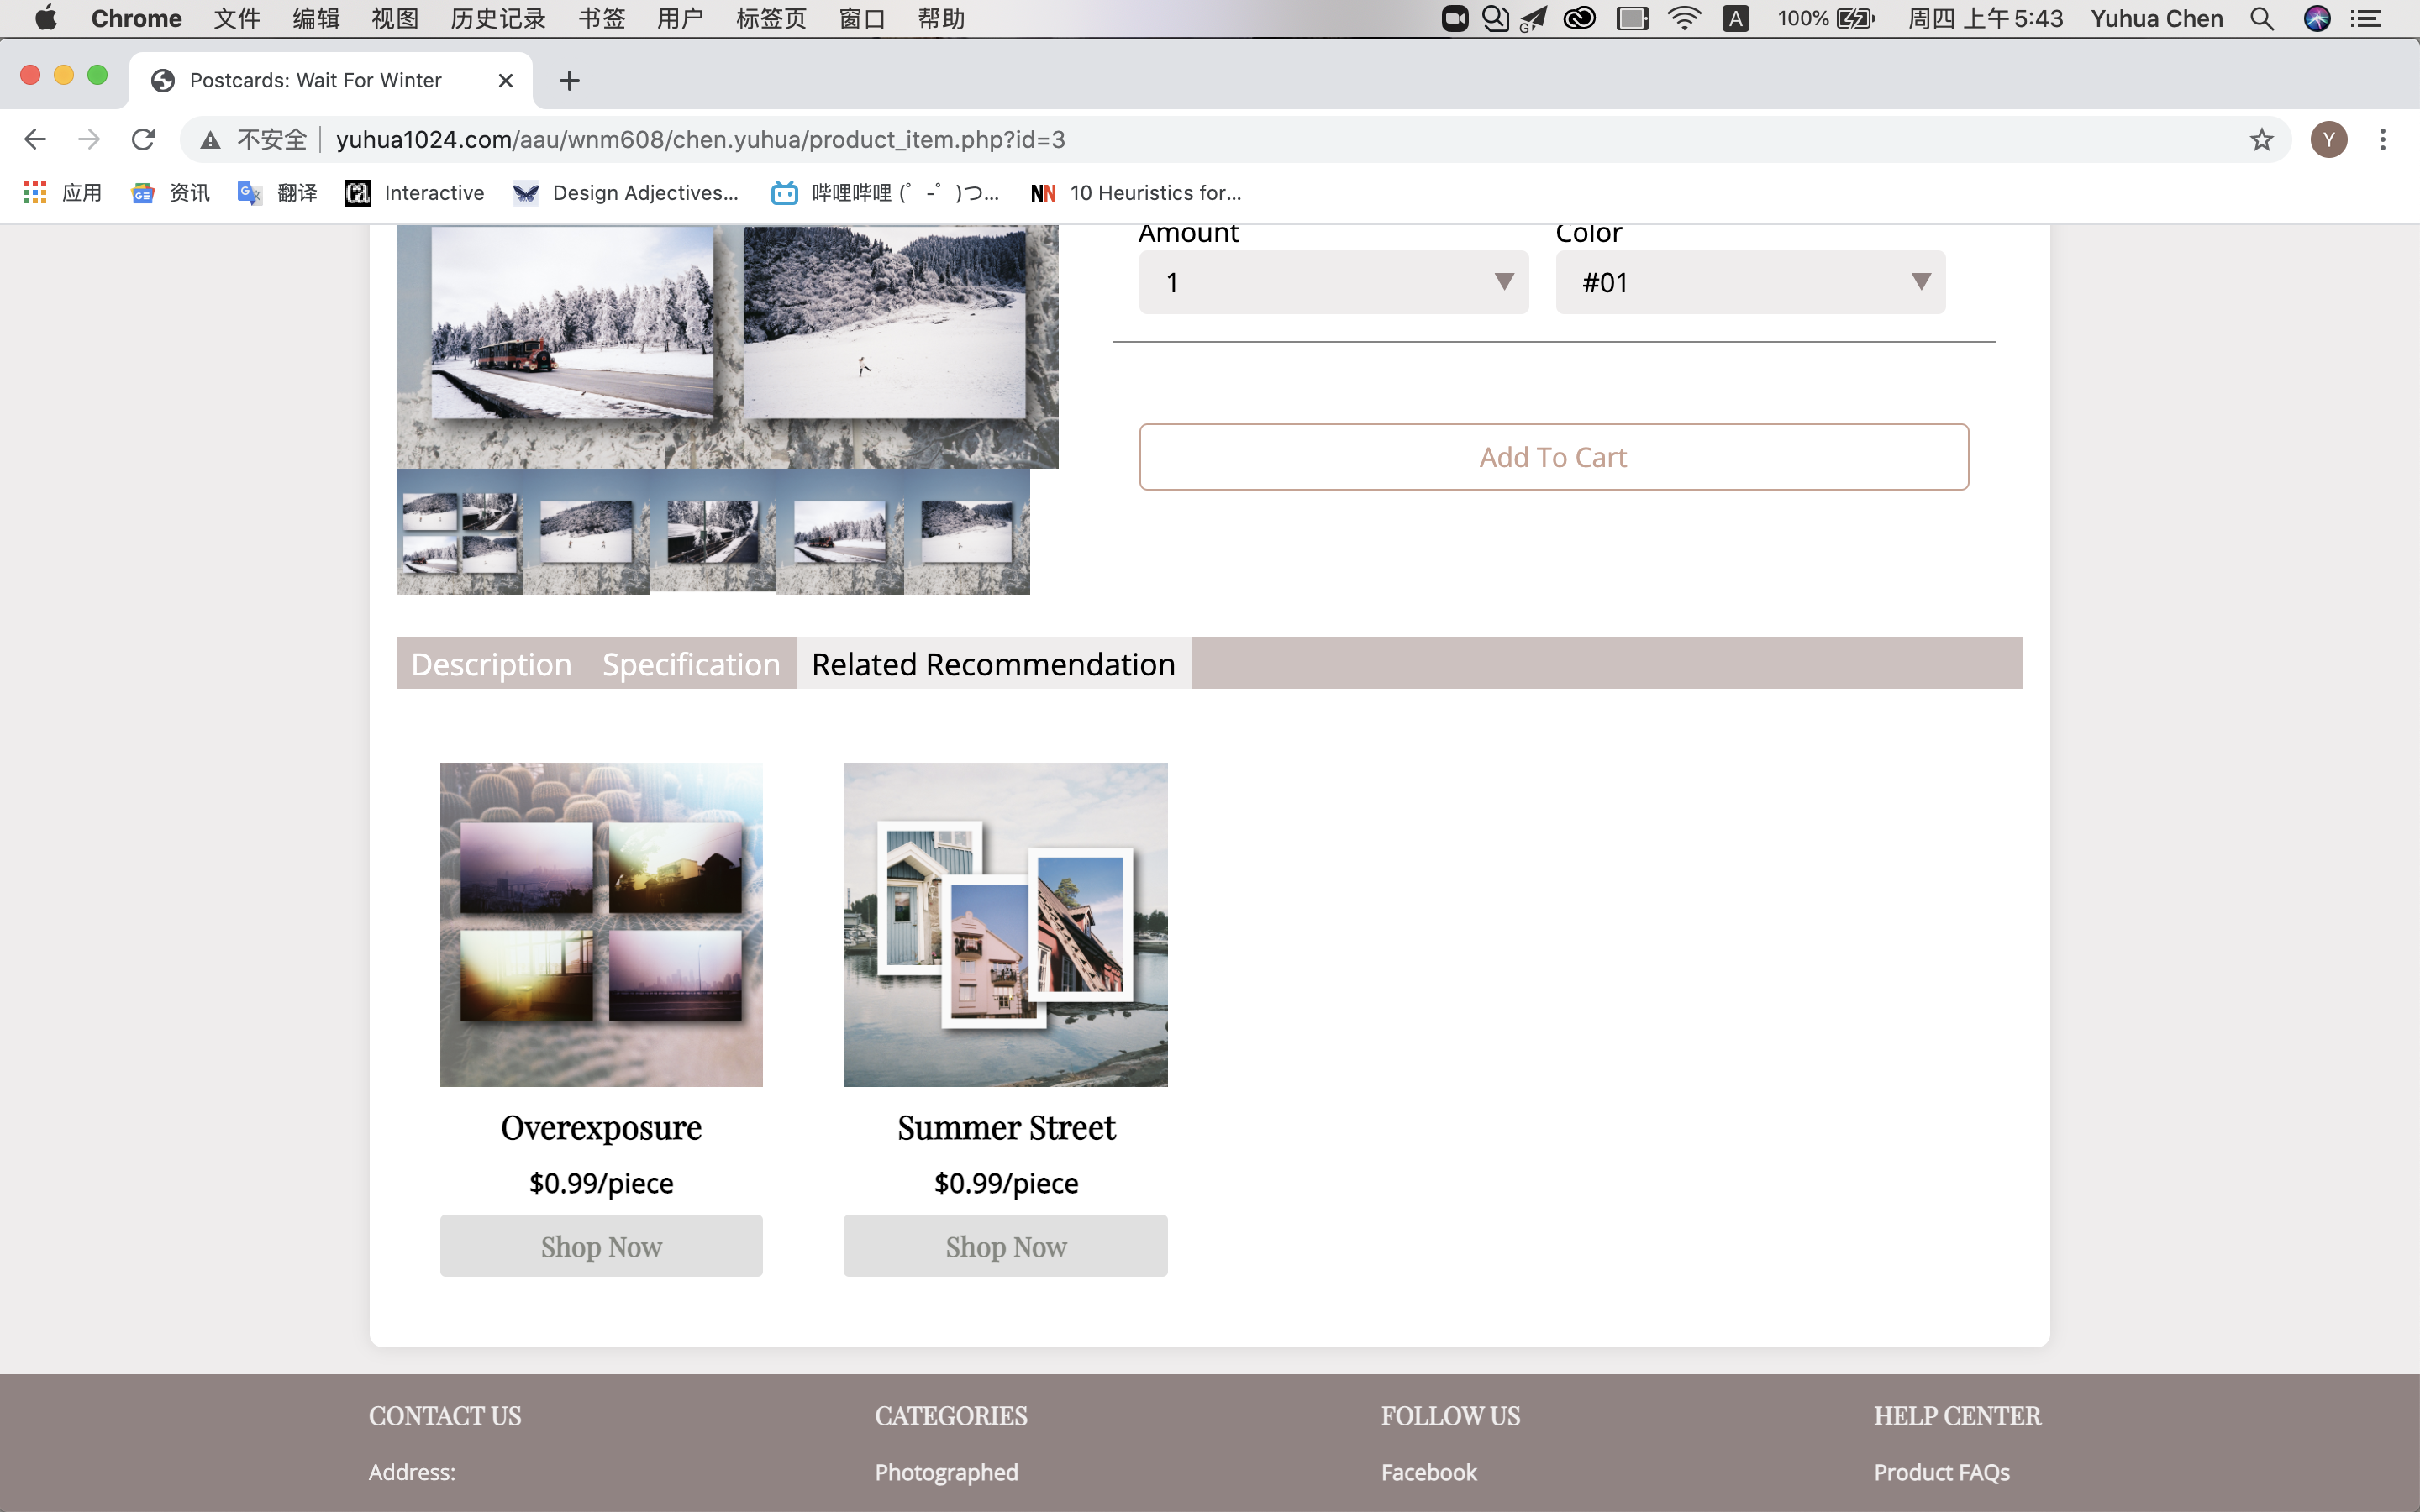 Chrome 文件 编辑 视图 历史记录 书签 用户 标签页 窗口 帮助 A 100% 周四 上午5:43 Yuhua Chen
Postcards: Wait For Winter
不安全 yuhua1024.com/aau/wnm608/chen.yuhua/product_item.php?id=3 Y
应用 资讯 翻译 Interactive Design Adjectives... 哔哩哔哩 (゜-゜)つ... NN 10 Heuristics for...
Amount Color
1 #01
Add To Cart
Description Specification Related Recommendation
Overexposure Summer Street
$0.99/piece $0.99/piece
Shop Now Shop Now
CONTACT US CATEGORIES FOLLOW US HELP CENTER
Address: Photographed Facebook Product FAQs